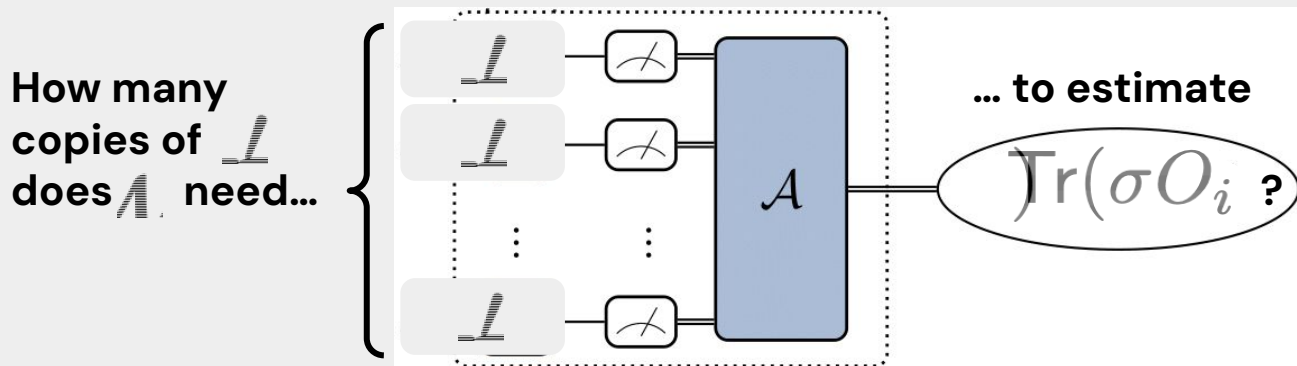 How many
copies of
does need...
𝒜
... to estimate
)Tr(σO_i ?